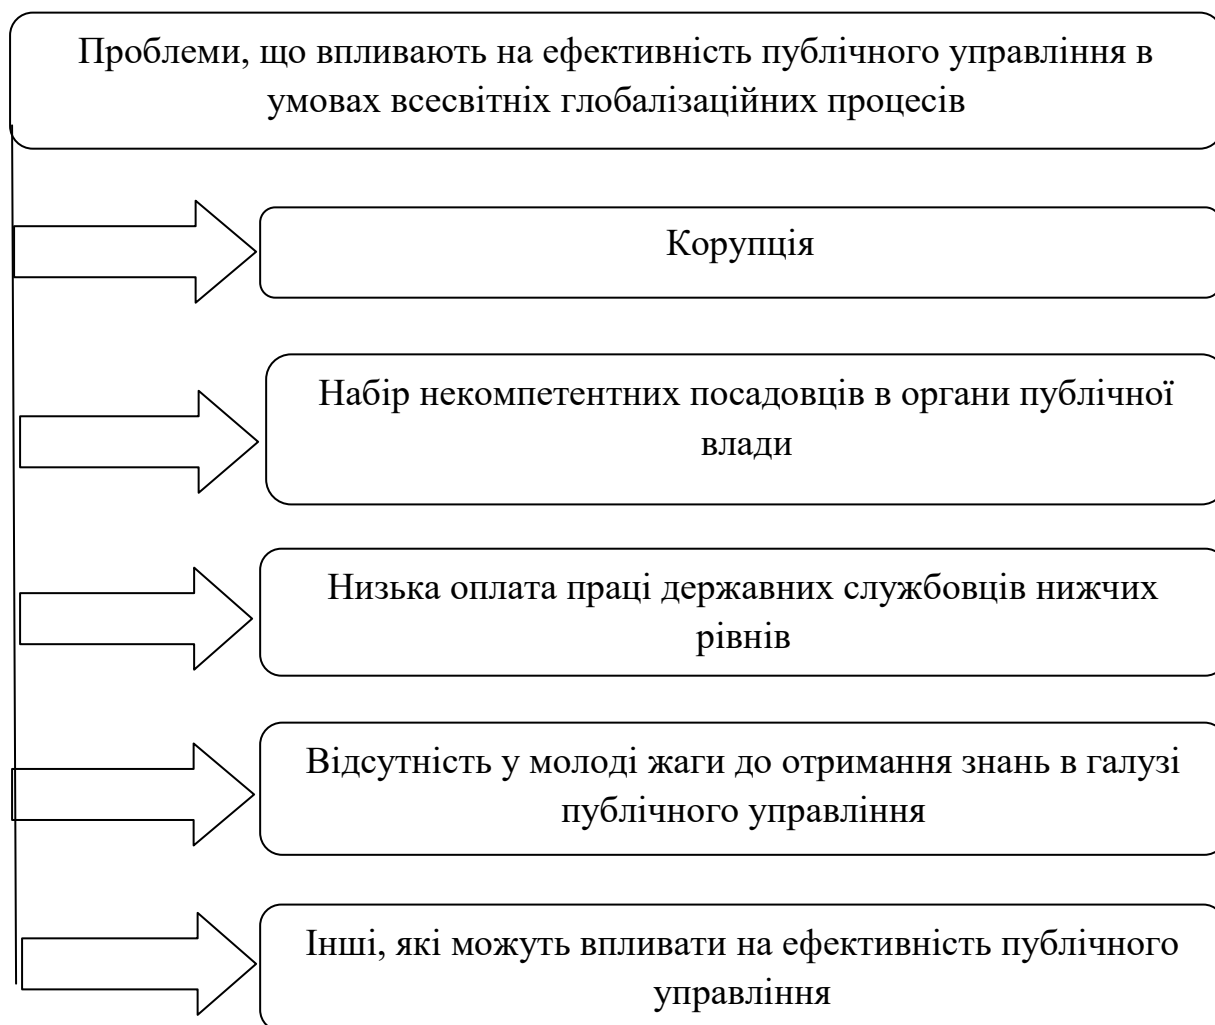 Проблеми, що впливають на ефективність публічного управління в
умовах всесвітніх глобалізаційних процесів
Корупція
Набір некомпетентних посадовців в органи публічної
влади
Низька оплата праці державних службовців нижчих
рівнів
Відсутність у молоді жаги до отримання знань в галузі
публічного управління
Інші, які можуть впливати на ефективність публічного
управління